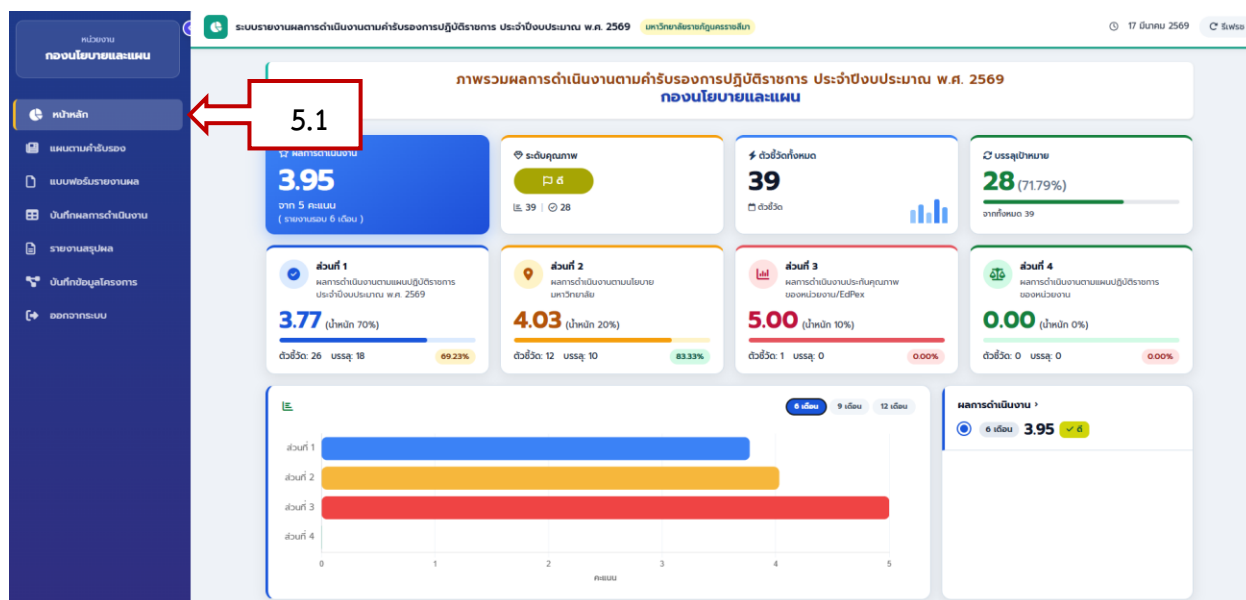 หน่วยงาน
กองนโยบายและแผน
หน้าหลัก
แผนตามคำรับรอง
แบบฟอร์มรายงานผล
บันทึกผลการดำเนินงาน
รายงานสรุปผล
บันทึกข้อมูลโครงการ
ออกจากระบบ
ระบบรายงานผลการดำเนินงานตามคำรับรองการปฏิบัติราชการ ประจำปีงบประมาณ พ.ศ. 2569 มหาวิทยาลัยราชภัฏนครราชสีมา
17 มีนาคม 2569 รีเฟรช
5.1
ภาพรวมผลการดำเนินงานตามคำรับรองการปฏิบัติราชการ ประจำปีงบประมาณ พ.ศ. 2569
กองนโยบายและแผน
ผลการดำเนินงาน
3.95
จาก 5 คะแนน
( รายงานรอบ 6 เดือน )
ระดับคุณภาพ
ดี
39 | 28
ตัวชี้วัดทั้งหมด
39
ตัวชี้วัด
บรรลุเป้าหมาย
28 (71.79%)
จากทั้งหมด 39
ส่วนที่ 1
ผลการดำเนินงานตามแผนปฏิบัติราชการ
ประจำปีงบประมาณ พ.ศ. 2569
3.77 (น้ำหนัก 70%)
ตัวชี้วัด: 26 บรรลุ: 18 69.23%
ส่วนที่ 2
ผลการดำเนินงานตามนโยบาย
มหาวิทยาลัย
4.03 (น้ำหนัก 20%)
ตัวชี้วัด: 12 บรรลุ: 10 83.33%
ส่วนที่ 3
ผลการดำเนินงานประกันคุณภาพ
ของหน่วยงาน/EdPex
5.00 (น้ำหนัก 10%)
ตัวชี้วัด: 1 บรรลุ: 0 0.00%
ส่วนที่ 4
ผลการดำเนินงานตามแผนปฏิบัติราชการ
ของหน่วยงาน
0.00 (น้ำหนัก 0%)
ตัวชี้วัด: 0 บรรลุ: 0 0.00%
6 เดือน 9 เดือน 12 เดือน
ส่วนที่ 1
ส่วนที่ 2
ส่วนที่ 3
ส่วนที่ 4
0 1 2 3 4 5
คะแนน
ผลการดำเนินงาน ›
6 เดือน 3.95 ดี